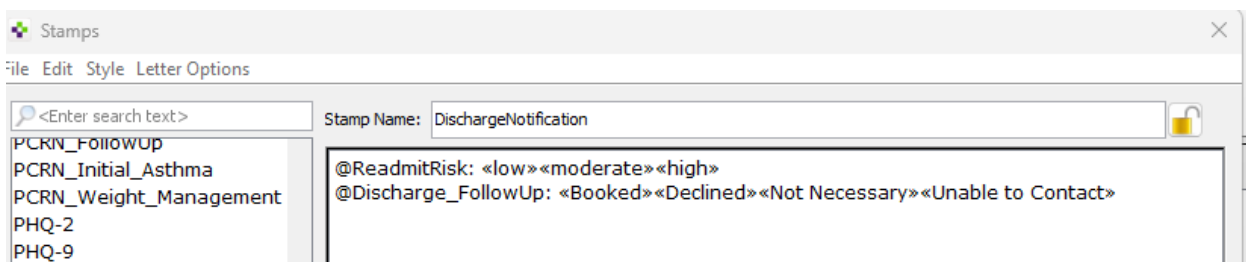 Stamps
File Edit Style Letter Options
<Enter search text>
Stamp Name: DischargeNotification
PCRN_FollowUp
PCRN_Initial_Asthma
PCRN_Weight_Management
PHQ-2
PHQ-9
@ReadmitRisk: «low»«moderate»«high»
@Discharge_FollowUp: «Booked»«Declined»«Not Necessary»«Unable to Contact»